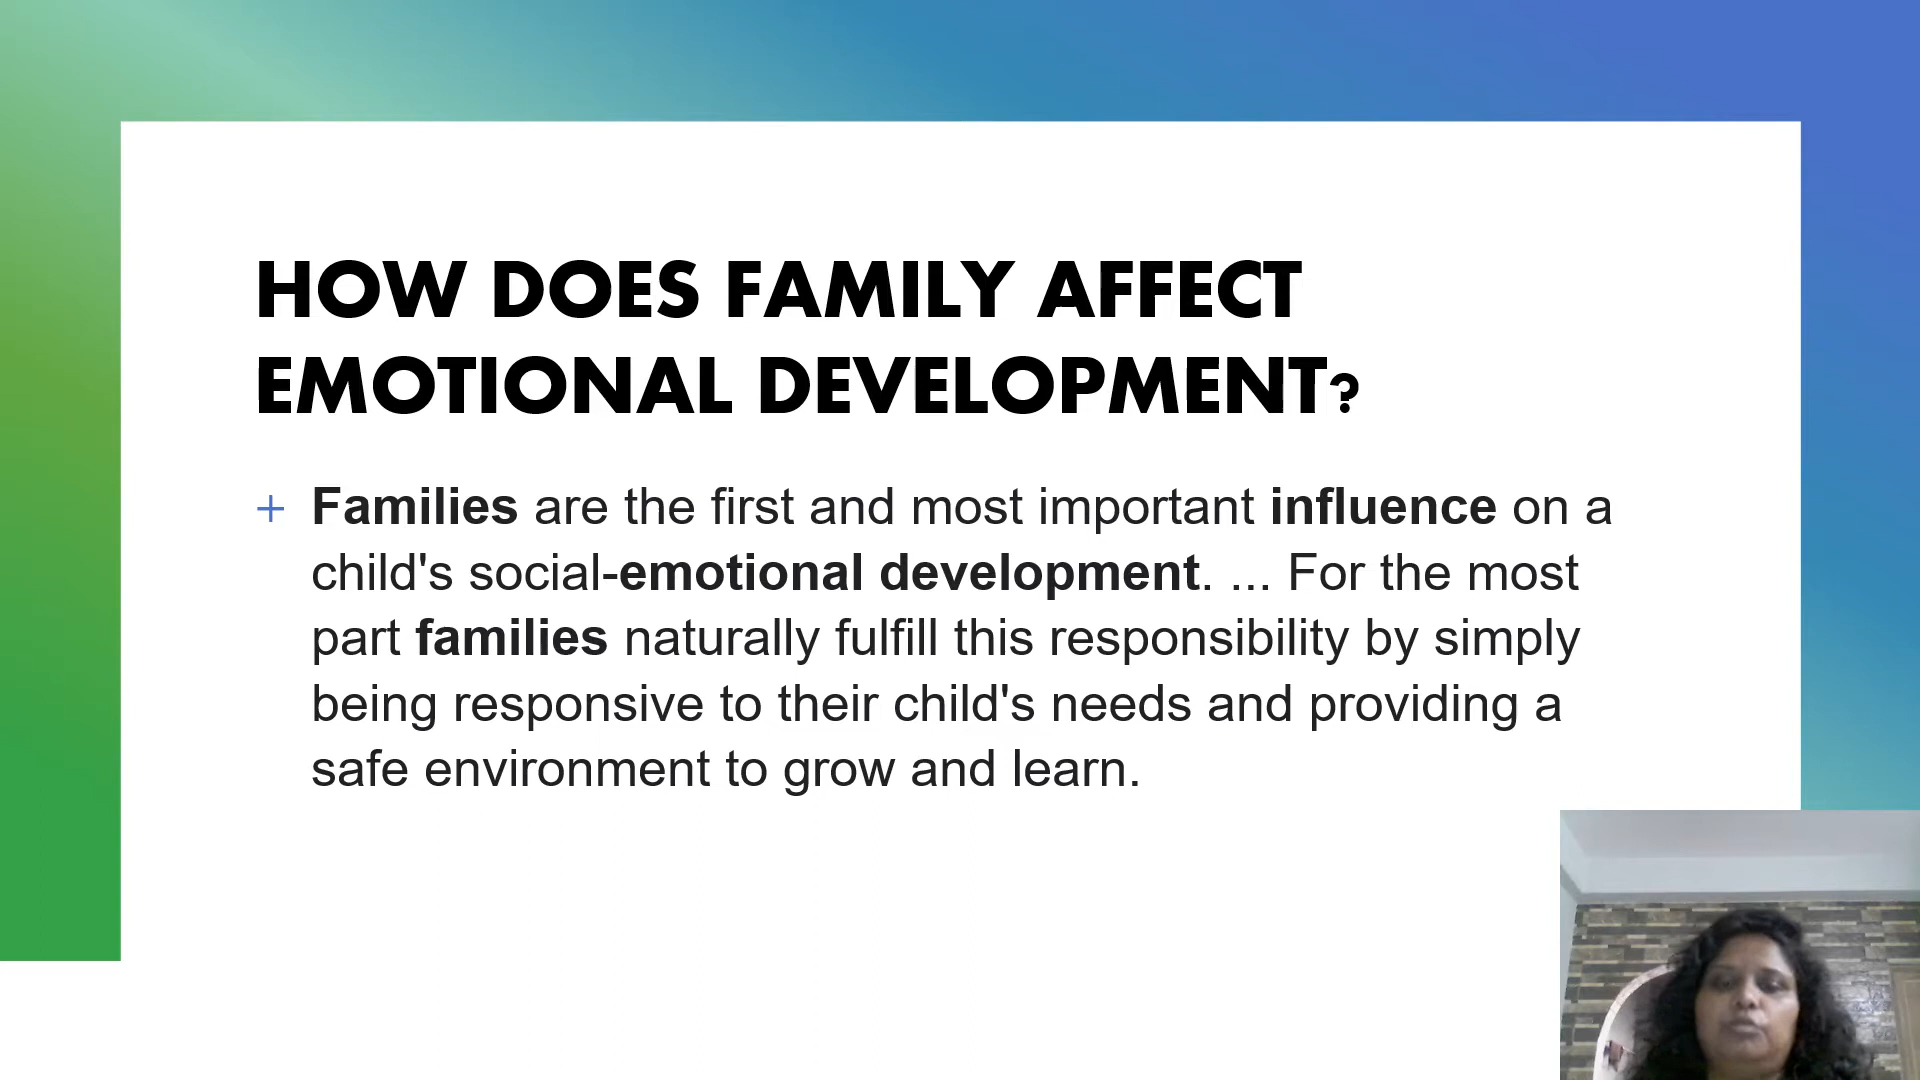 HOW DOES FAMILY AFFECT
EMOTIONAL DEVELOPMENT?
+ Families are the first and most important influence on a
child's social-emotional development. ... For the most
part families naturally fulfill this responsibility by simply
being responsive to their child's needs and providing a
safe environment to grow and learn.